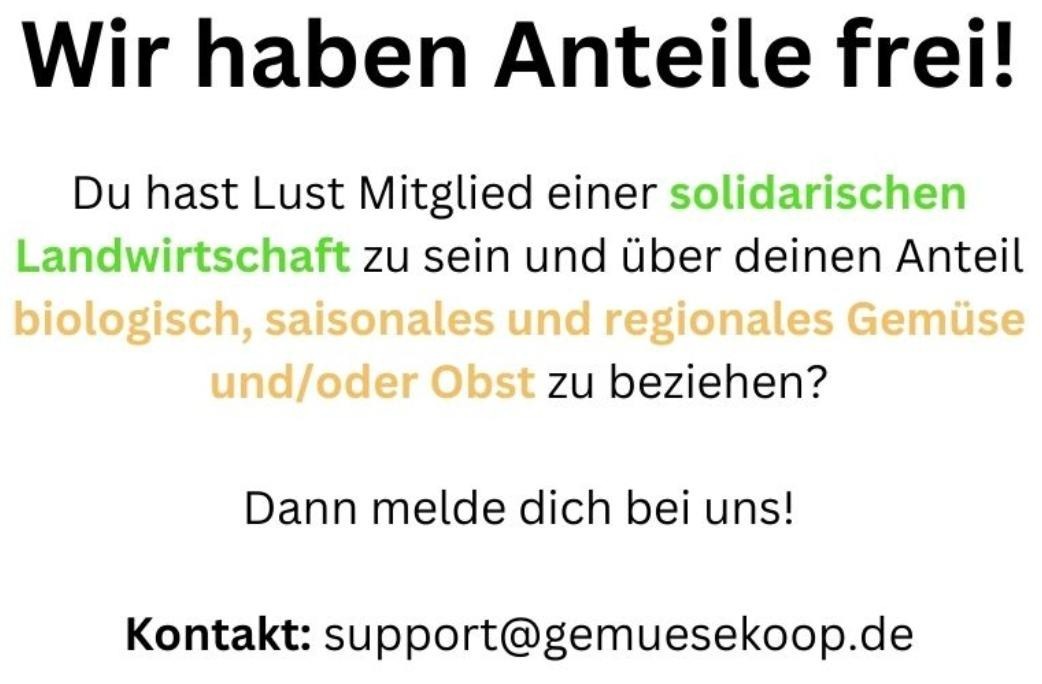 Wir haben Anteile frei!
Du hast Lust Mitglied einer solidarischen
Landwirtschaft zu sein und über deinen Anteil
biologisch, saisonales und regionales Gemüse
und/oder Obst zu beziehen?
Dann melde dich bei uns!
Kontakt: support@gemuesekoop.de